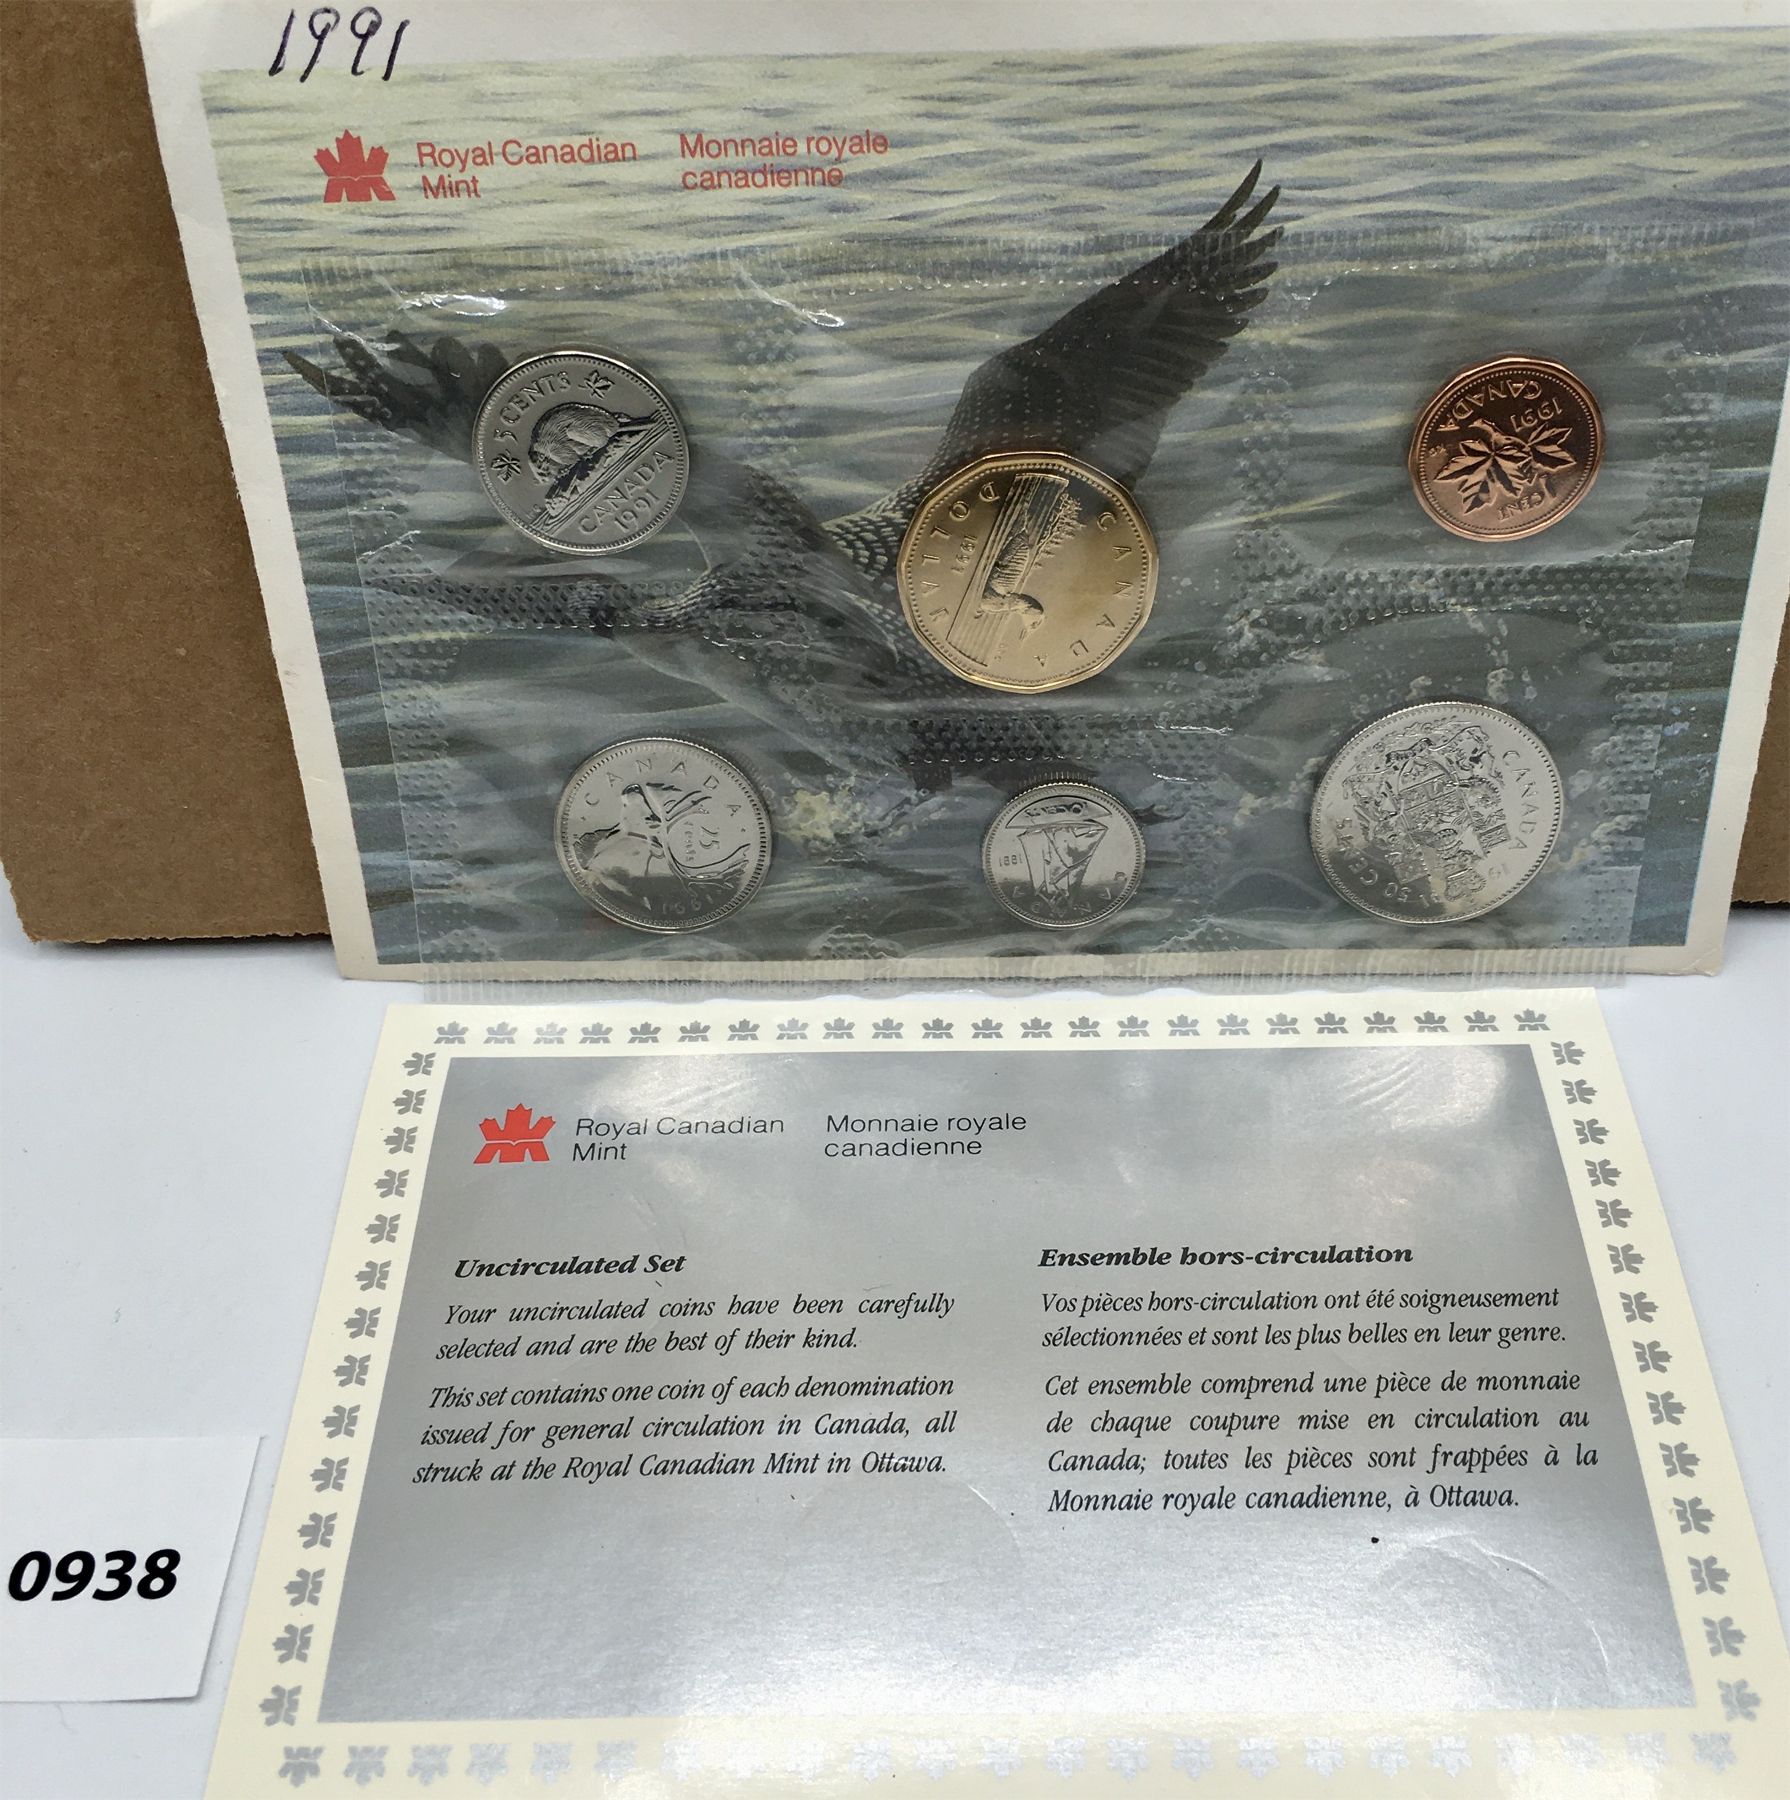 1991
Royal Canadian Mint
Monnaie royale canadienne
5 CENTS
CANADA
1991
CANADA
DOLLAR
1991
CANADA
1991
1 CENT
CANADA
25 cents
1991
CANADA
1991
CANADA
50 CENTS
Royal Canadian
Mint
Monnaie royale
canadienne
Uncirculated Set
Your uncirculated coins have been carefully
selected and are the best of their kind.
This set contains one coin of each denomination
issued for general circulation in Canada, all
struck at the Royal Canadian Mint in Ottawa.
Ensemble hors-circulation
Vos pièces hors-circulation ont été soigneusement
sélectionnées et sont les plus belles en leur genre.
Cet ensemble comprend une pièce de monnaie
de chaque coupure mise en circulation au
Canada; toutes les pièces sont frappées à la
Monnaie royale canadienne, à Ottawa.
0938